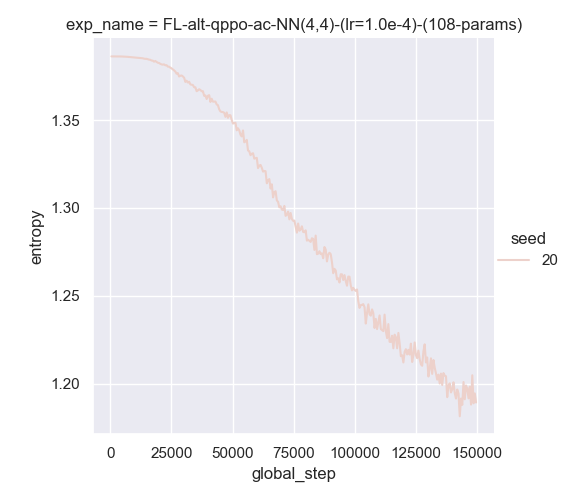 exp_name = FL-alt-qppo-ac-NN(4,4)-(lr=1.0e-4)-(108-params)
1.35
1.30
1.25
1.20
entropy
0 25000 50000 75000 100000 125000 150000
global_step
seed
20